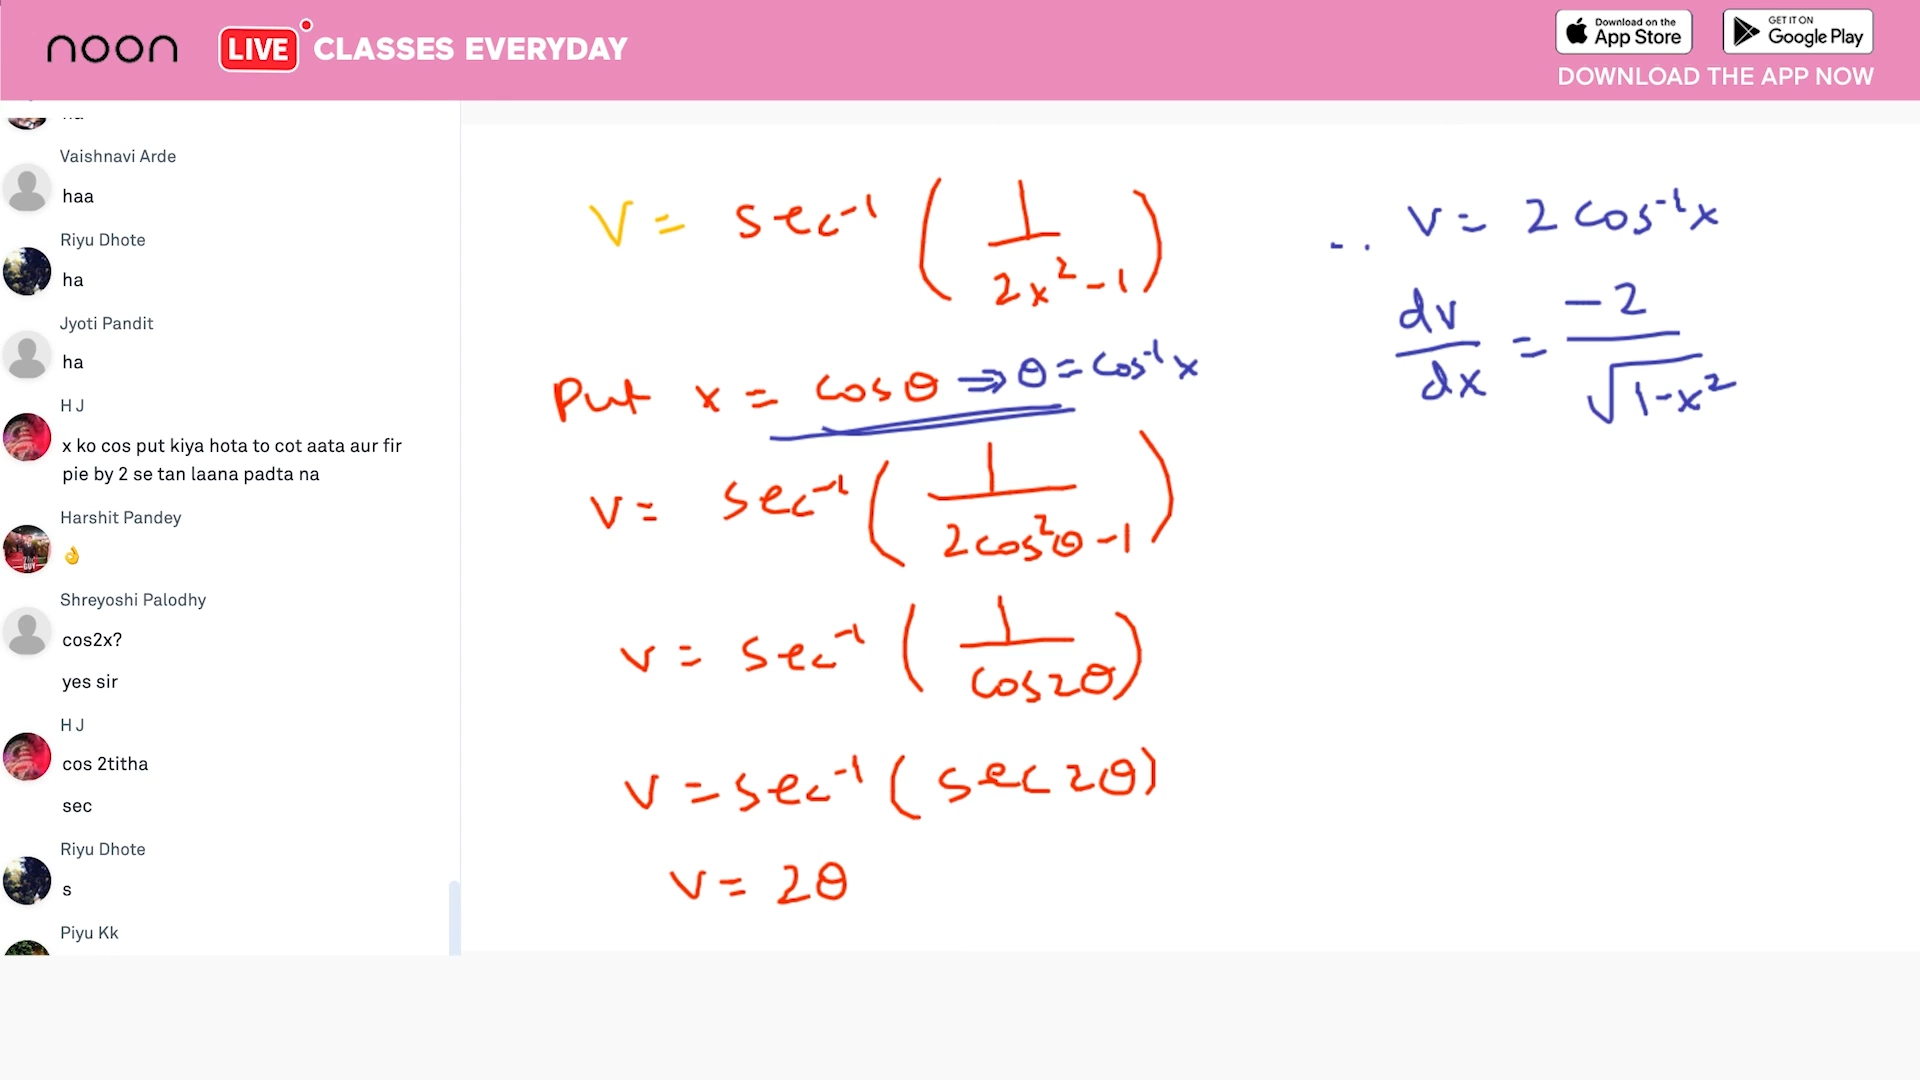 noon LIVE CLASSES EVERYDAY
Download on the App Store
GET IT ON Google Play
DOWNLOAD THE APP NOW
Vaishnavi Arde
haa
Riyu Dhote
ha
Jyoti Pandit
ha
H J
x ko cos put kiya hota to cot aata aur fir
pie by 2 se tan laana padta na
Harshit Pandey
👌
Shreyoshi Palodhy
cos2x?
yes sir
H J
cos 2titha
sec
Riyu Dhote
s
Piyu Kk
V = sec⁻¹ (1 / 2x² - 1)
Put x = cos θ ⇒ θ = cos⁻¹ x
v = sec⁻¹ (1 / 2cos²θ - 1)
v = sec⁻¹ (1 / cos2θ)
v = sec⁻¹ (sec 2θ)
v = 2θ
v = 2 cos⁻¹x
dv/dx = -2 / √1-x²